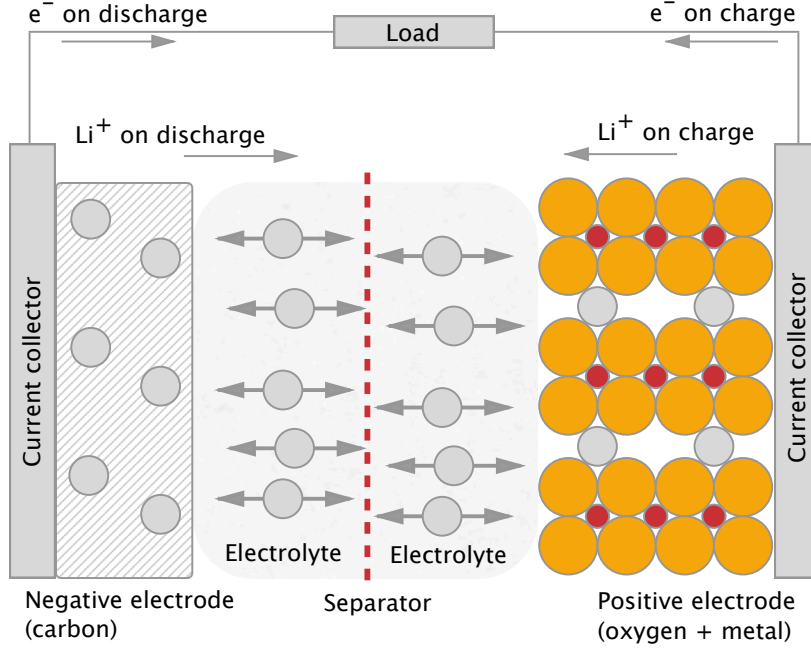 e⁻ on discharge
e⁻ on charge
Load
Li⁺ on discharge
Li⁺ on charge
Current collector
Current collector
Electrolyte
Electrolyte
Negative electrode
(carbon)
Separator
Positive electrode
(oxygen + metal)